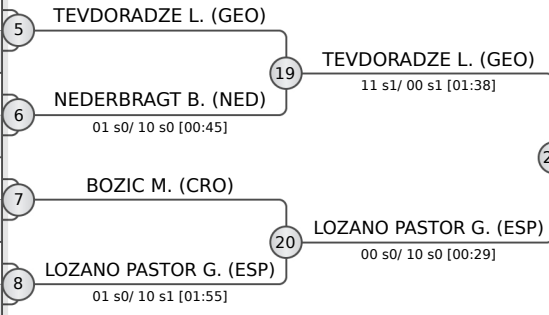 TEVDORADZE L. (GEO)
5
19
TEVDORADZE L. (GEO)
11 s1/ 00 s1 [01:38]
NEDERBRAGT B. (NED)
6
01 s0/ 10 s0 [00:45]
2
BOZIC M. (CRO)
7
20
LOZANO PASTOR G. (ESP)
00 s0/ 10 s0 [00:29]
LOZANO PASTOR G. (ESP)
8
01 s0/ 10 s1 [01:55]